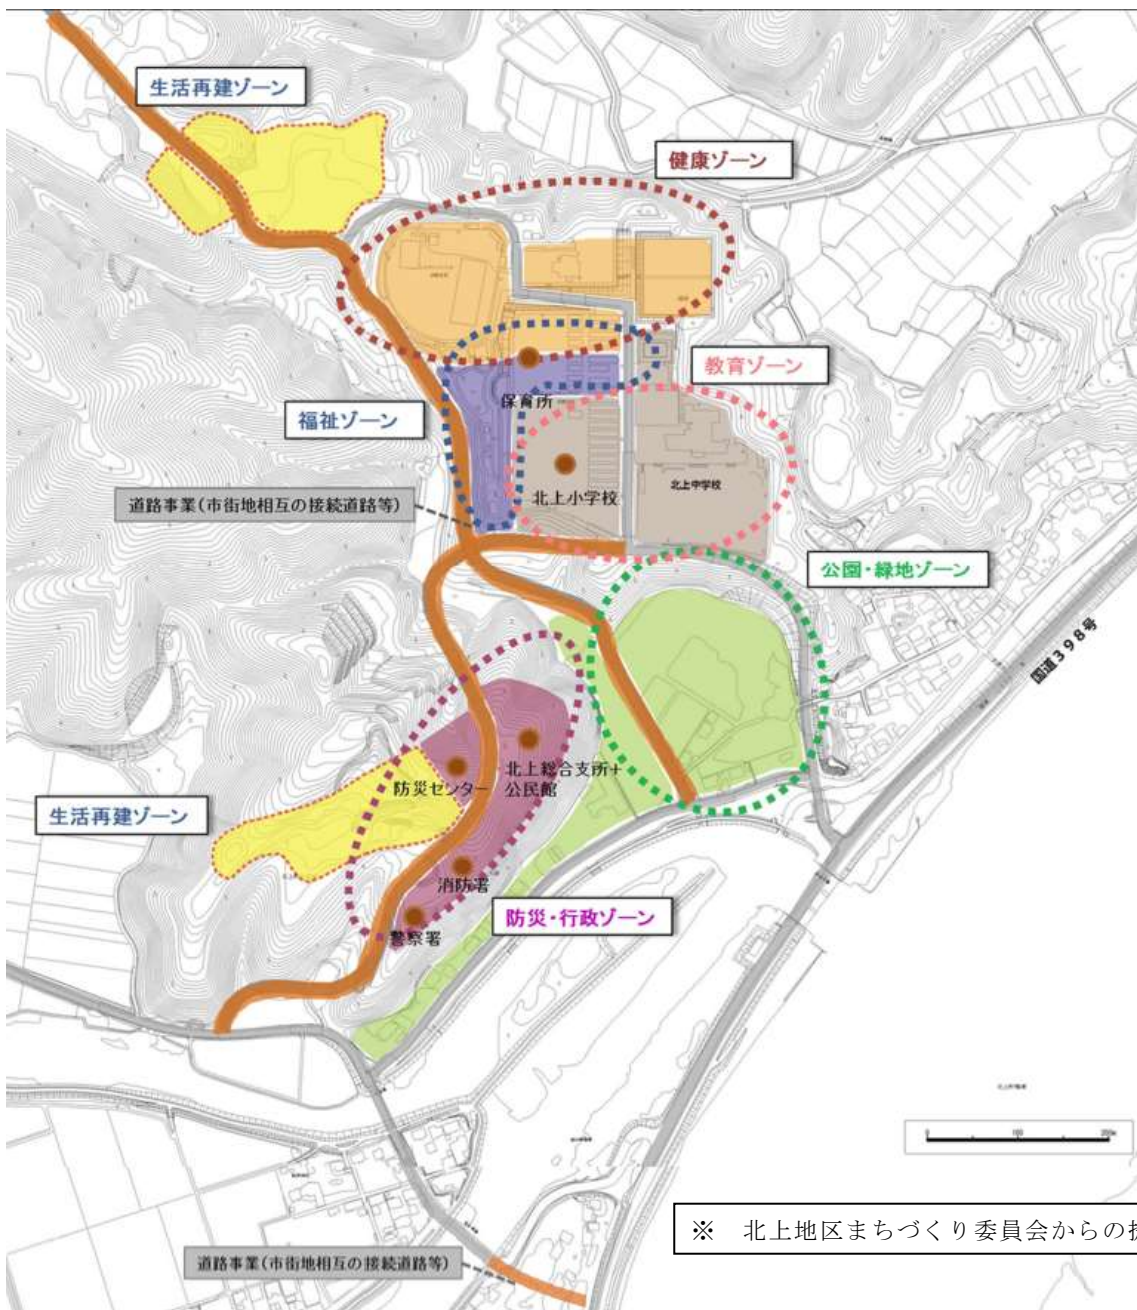 生活再建ゾーン
健康ゾーン
教育ゾーン
保育所
福祉ゾーン
北上小学校
北上中学校
道路事業(市街地相互の接続道路等)
公園・緑地ゾーン
国道398号
北上総合支所+
公民館
防災センター
生活再建ゾーン
消防署
防災・行政ゾーン
警察署
0
100
200m
※ 北上地区まちづくり委員会からの
道路事業(市街地相互の接続道路等)